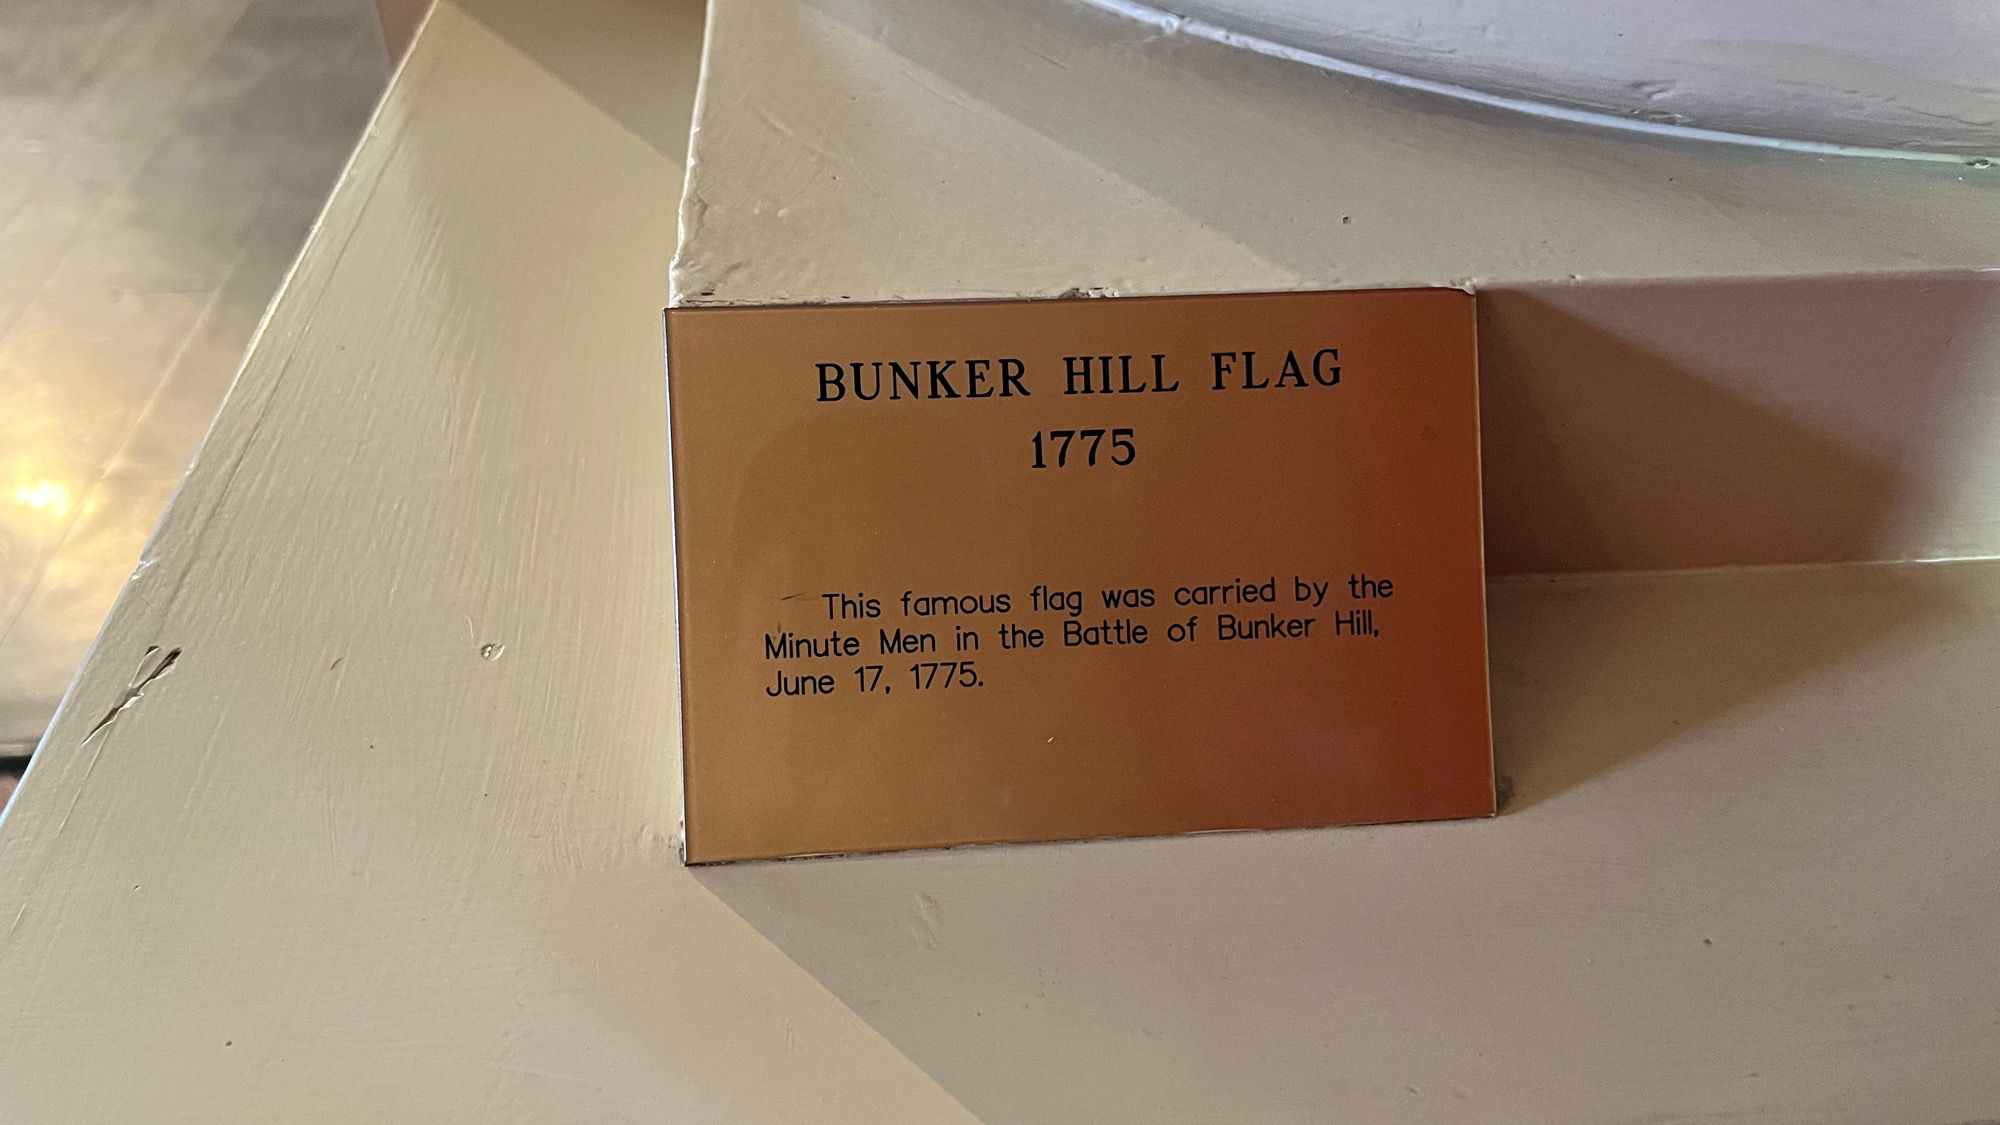 BUNKER HILL FLAG
1775
This famous flag was carried by the
Minute Men in the Battle of Bunker Hill,
June 17, 1775.